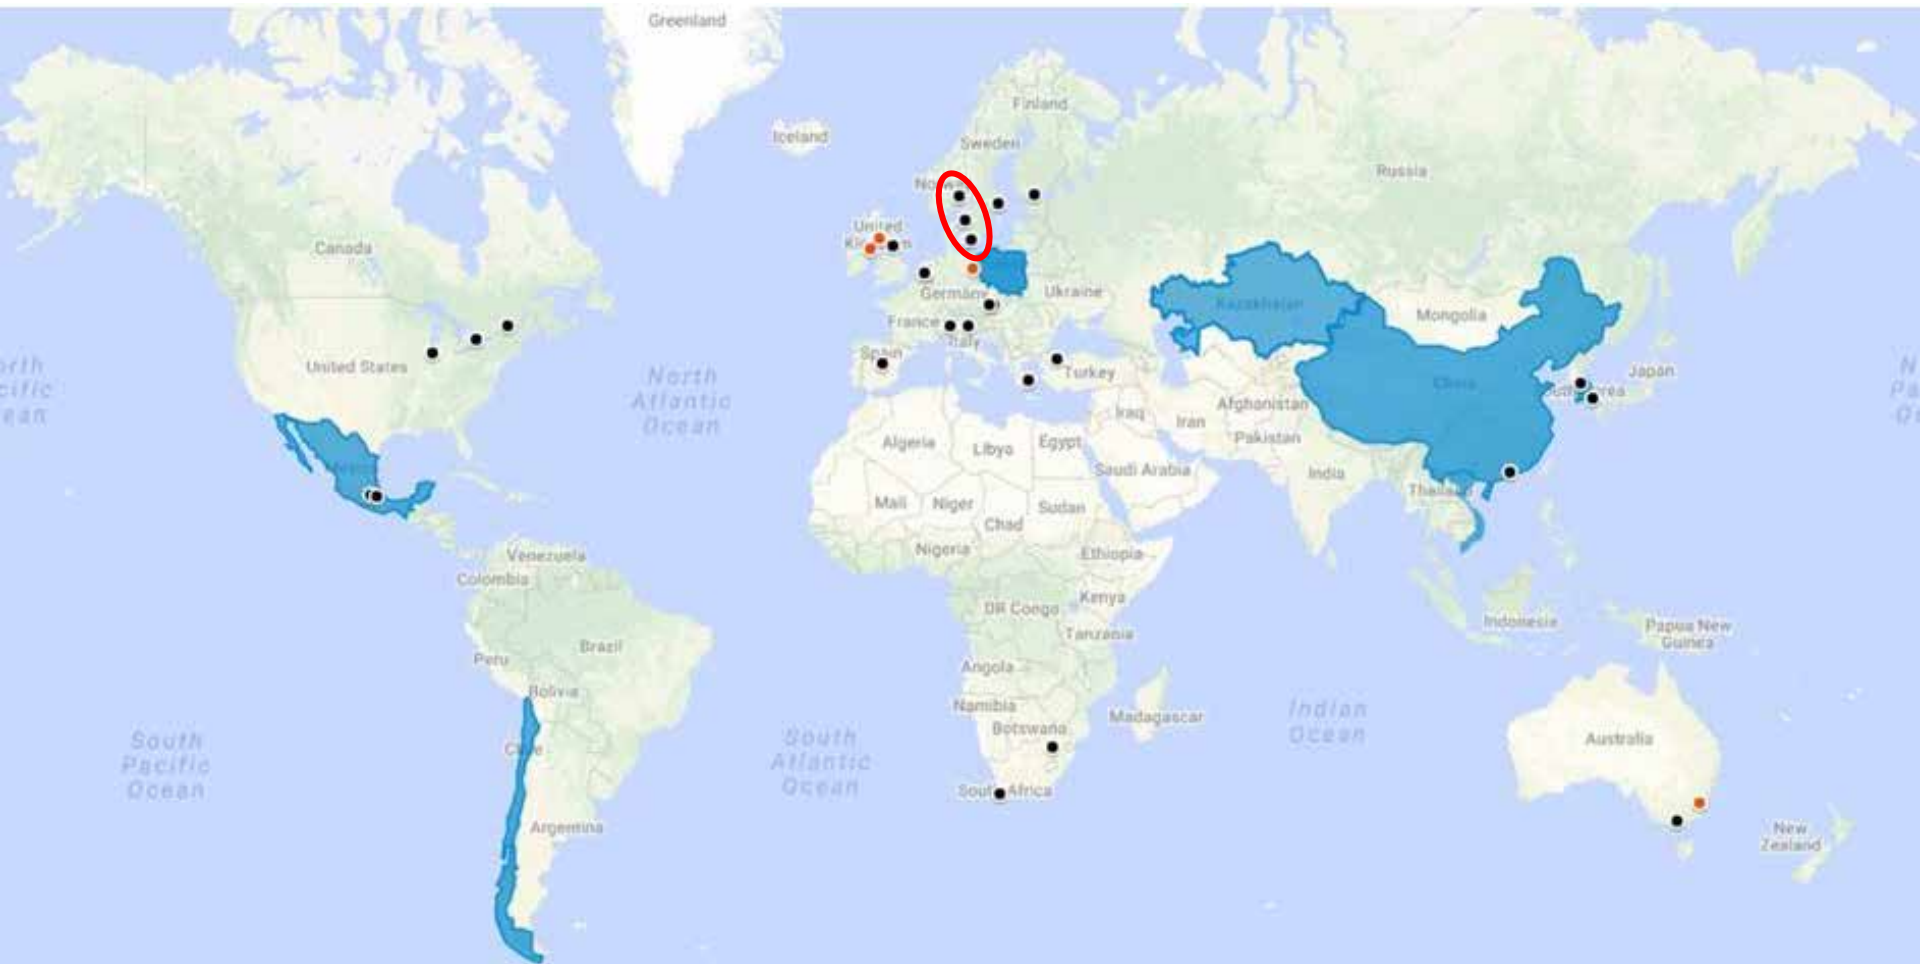 Greenland
Finland
Iceland
Sweden
Russia
United
Canada
Germany
Ukraine
Kazakhstan
Mongolia
France
Italy
Spain
United States
Turkey
China
Japan
North
Atlantic
Ocean
Iraq
Iran
Afghanistan
Pakistan
Algeria
Libya
Egypt
Saudi Arabia
India
Mali
Niger
Chad
Sudan
Nigeria
Ethiopia
Venezuela
Colombia
DR Congo
Kenya
Tanzania
Indonesia
Papua New
Guinea
Brazil
Peru
Angola
Bolivia
Namibia
Botswana
Madagascar
Indian
Ocean
South
Pacific
Ocean
South
Atlantic
Ocean
Australia
Africa
Argentina
New
Zealand